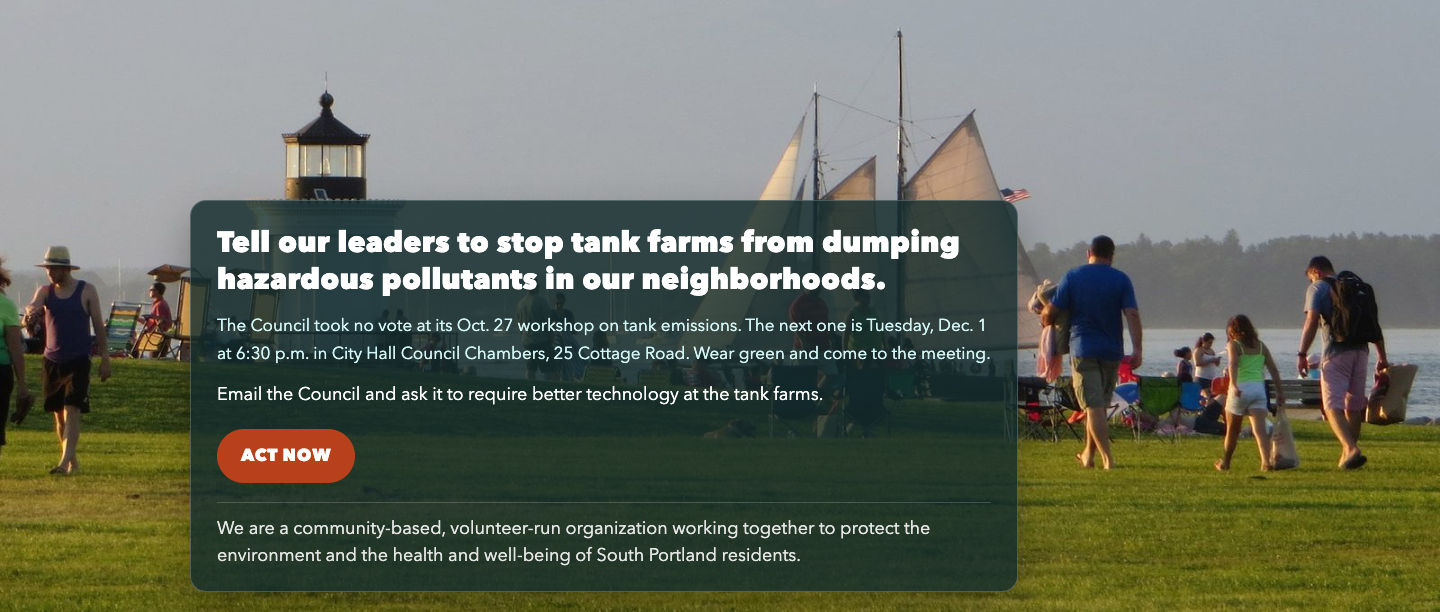 Tell our leaders to stop tank farms from dumping
hazardous pollutants in our neighborhoods.
The Council took no vote at its Oct. 27 workshop on tank emissions. The next one is Tuesday, Dec. 1
at 6:30 p.m. in City Hall Council Chambers, 25 Cottage Road. Wear green and come to the meeting.
Email the Council and ask it to require better technology at the tank farms.
ACT NOW
We are a community-based, volunteer-run organization working together to protect the
environment and the health and well-being of South Portland residents.